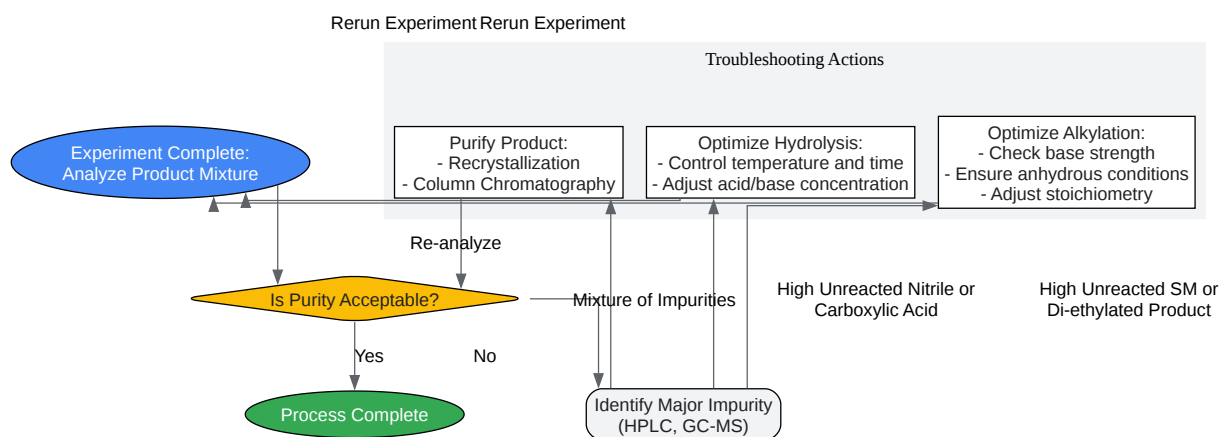 Rerun Experiment Rerun Experiment
Troubleshooting Actions
Experiment Complete:
Analyze Product Mixture
Purify Product:
- Recrystallization
- Column Chromatography
Optimize Hydrolysis:
- Control temperature and time
- Adjust acid/base concentration
Optimize Alkylation:
- Check base strength
- Ensure anhydrous conditions
- Adjust stoichiometry
Re-analyze
Is Purity Acceptable?
Mixture of Impurities
High Unreacted Nitrile or
Carboxylic Acid
High Unreacted SM or
Di-ethylated Product
Yes
No
Process Complete
Identify Major Impurity
(HPLC, GC-MS)